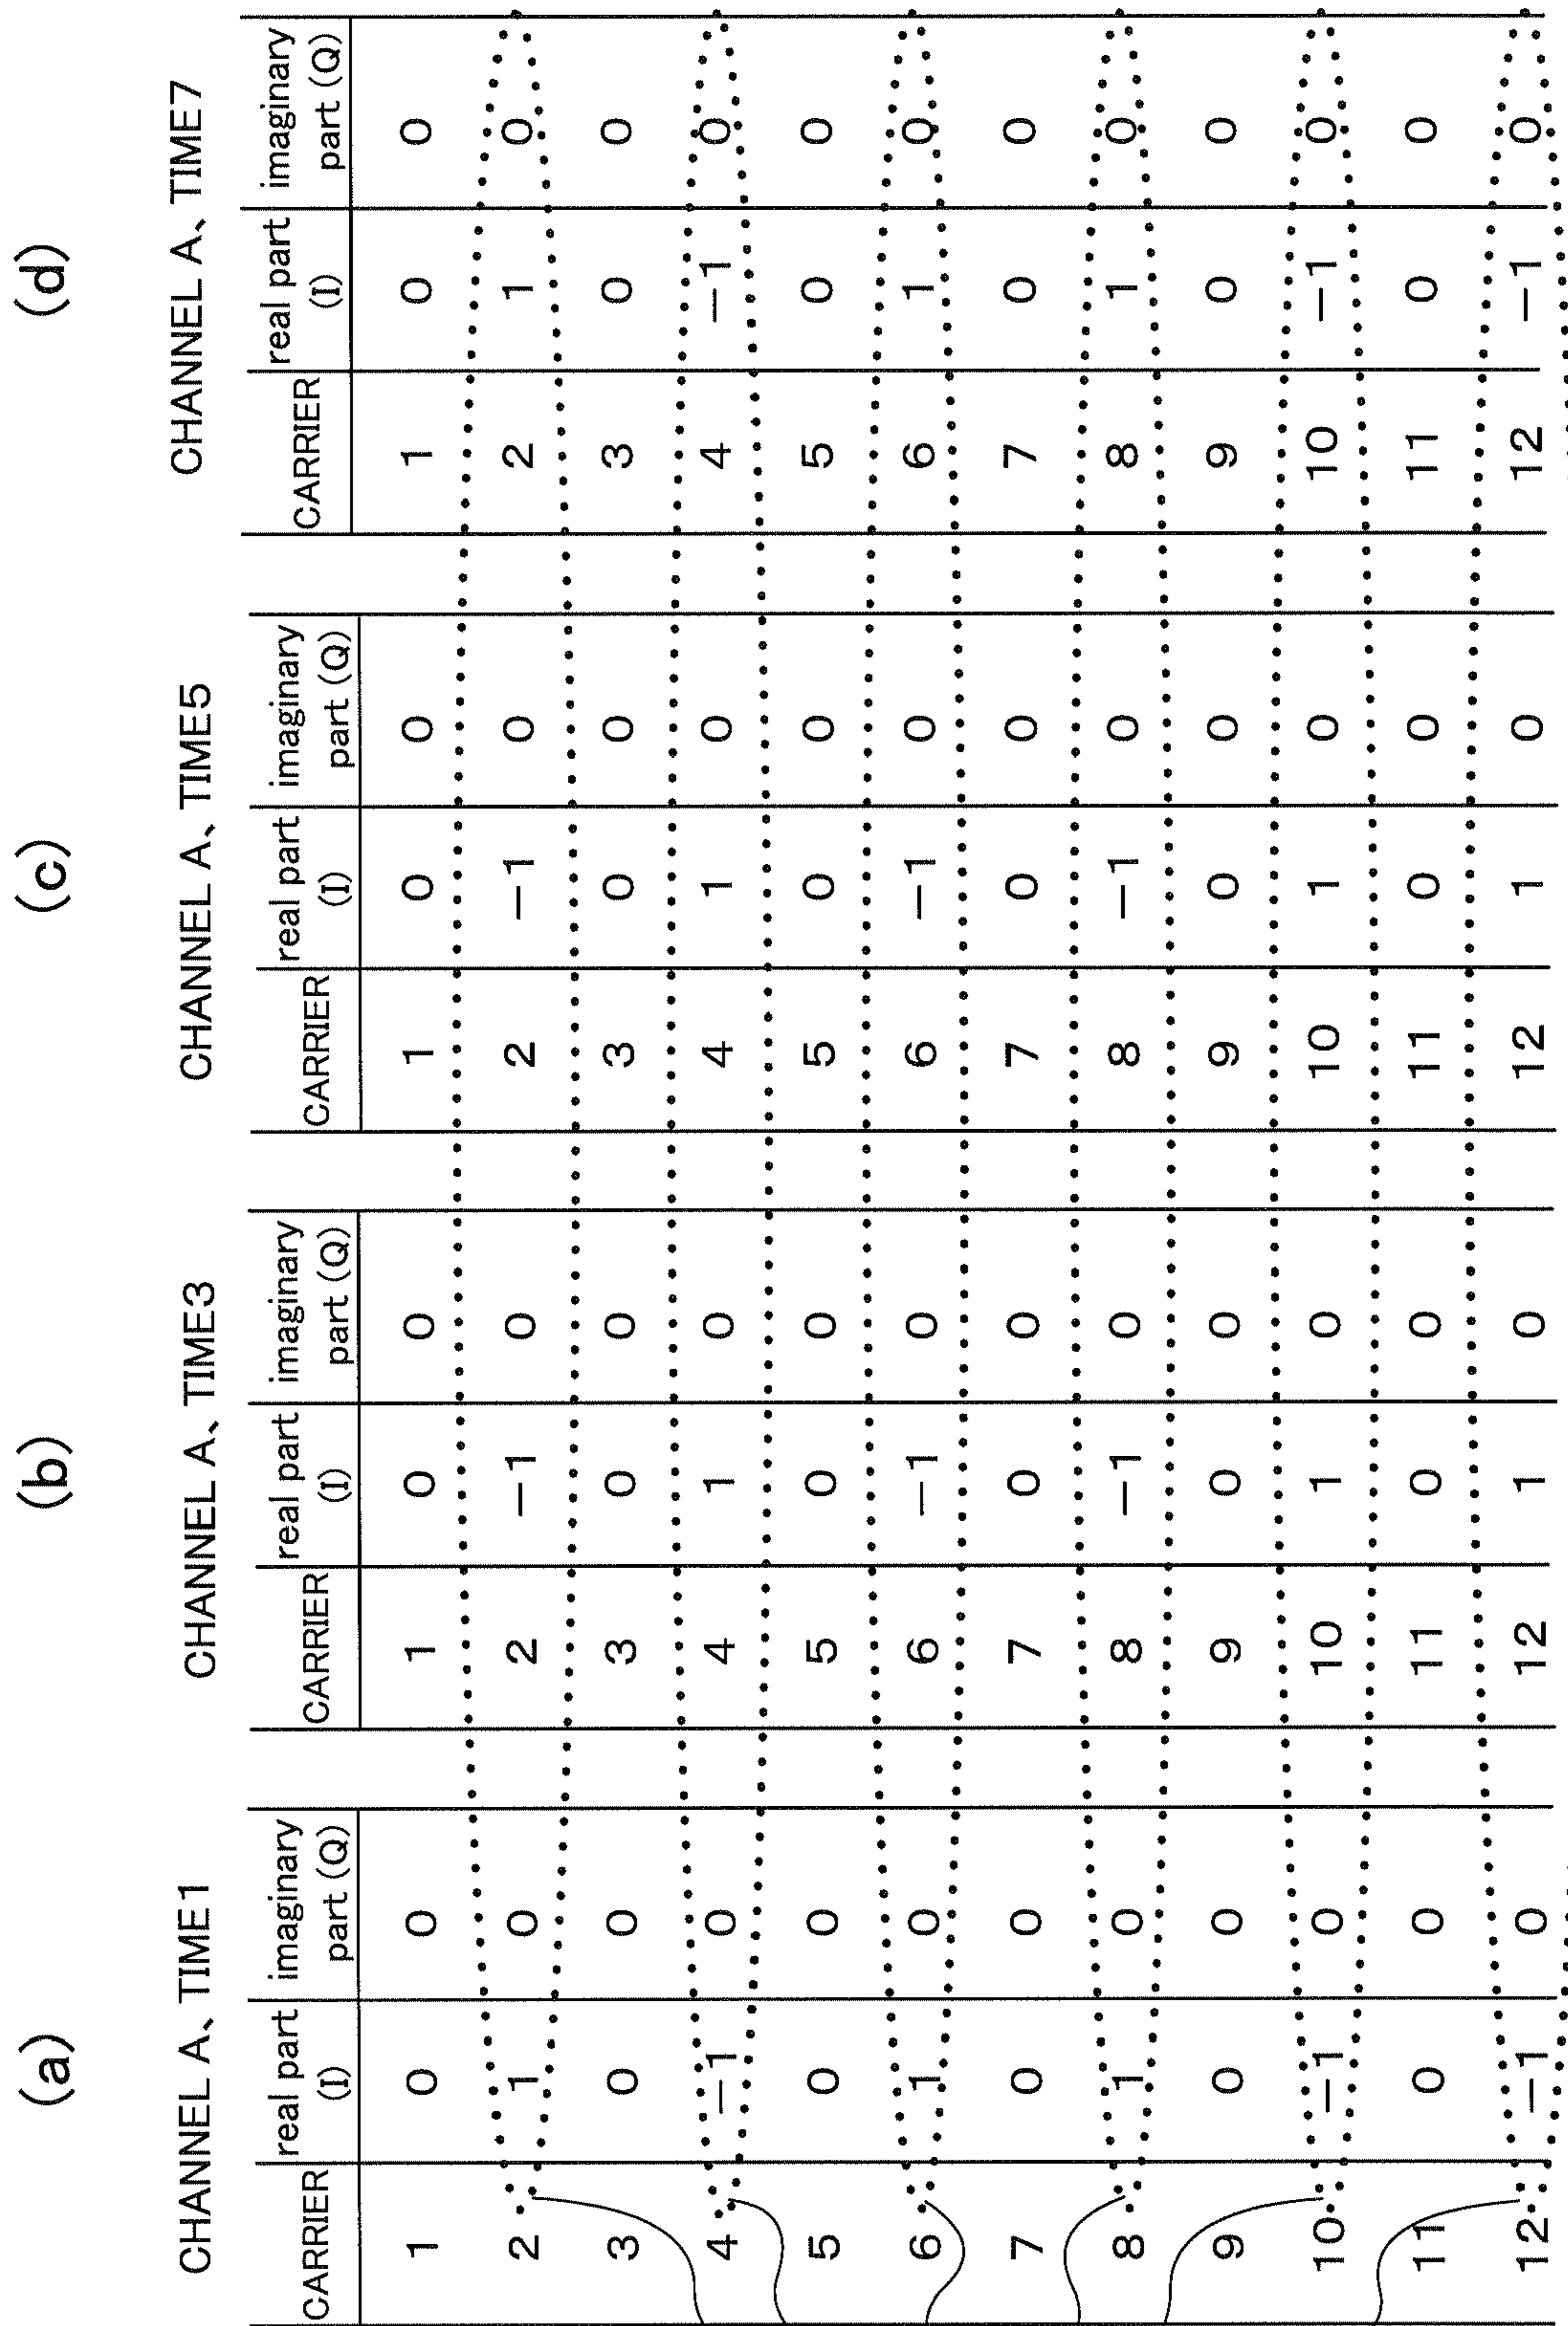 (a)
CHANNEL A、TIME1
CARRIER real part (I) imaginary part (Q)
1 0 0
2 1 0
3 0 0
4 −1 0
5 0 0
6 1 0
7 0 0
8 1 0
9 0 0
10 −1 0
11 0 0
12 −1 0
(b)
CHANNEL A、TIME3
CARRIER real part (I) imaginary part (Q)
1 0 0
2 −1 0
3 0 0
4 1 0
5 0 0
6 −1 0
7 0 0
8 −1 0
9 0 0
10 1 0
11 0 0
12 1 0
(c)
CHANNEL A、TIME5
CARRIER real part (I) imaginary part (Q)
1 0 0
2 −1 0
3 0 0
4 1 0
5 0 0
6 −1 0
7 0 0
8 −1 0
9 0 0
10 1 0
11 0 0
12 1 0
(d)
CHANNEL A、TIME7
CARRIER real part (I) imaginary part (Q)
1 0 0
2 1 0
3 0 0
4 −1 0
5 0 0
6 1 0
7 0 0
8 1 0
9 0 0
10 −1 0
11 0 0
12 −1 0